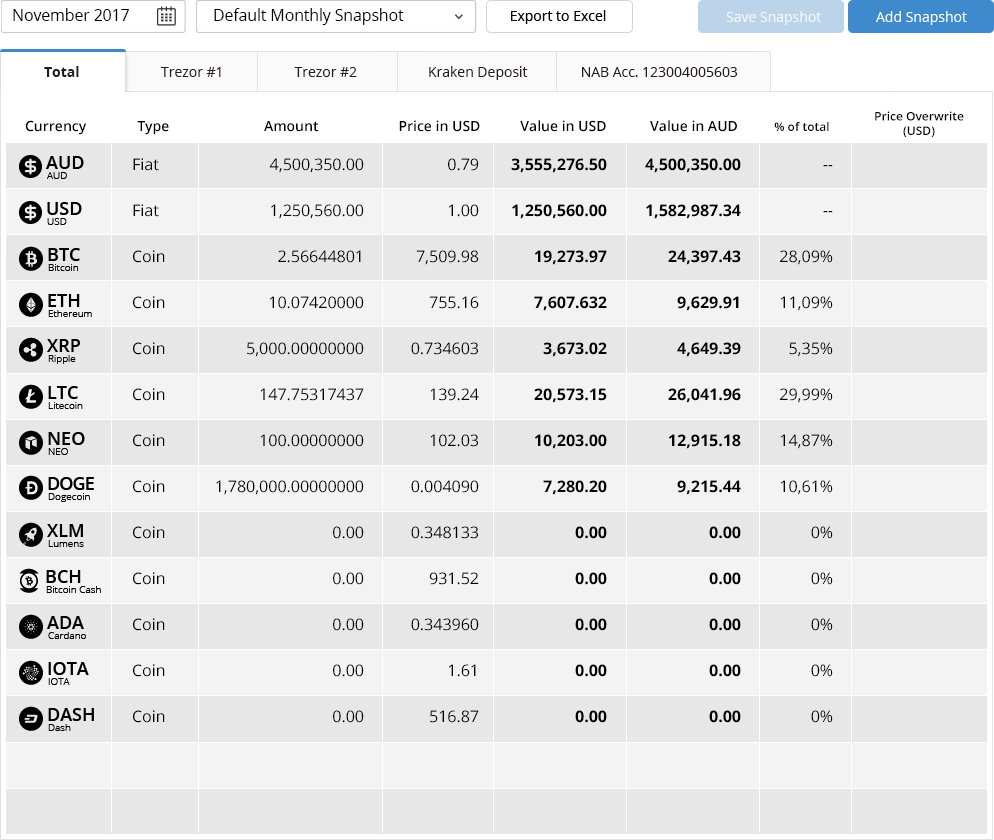 November 2017 Default Monthly Snapshot Export to Excel Save Snapshot Add Snapshot
Total Trezor #1 Trezor #2 Kraken Deposit NAB Acc. 123004005603
Currency Type Amount Price in USD Value in USD Value in AUD % of total Price Overwrite
(USD)
AUD Fiat 4,500,350.00 0.79 3,555,276.50 4,500,350.00 --
AUD
USD Fiat 1,250,560.00 1.00 1,250,560.00 1,582,987.34 --
USD
BTC Coin 2.56644801 7,509.98 19,273.97 24,397.43 28,09%
Bitcoin
ETH Coin 10.07420000 755.16 7,607.632 9,629.91 11,09%
Ethereum
XRP Coin 5,000.00000000 0.734603 3,673.02 4,649.39 5,35%
Ripple
LTC Coin 147.75317437 139.24 20,573.15 26,041.96 29,99%
Litecoin
NEO Coin 100.00000000 102.03 10,203.00 12,915.18 14,87%
NEO
DOGE Coin 1,780,000.00000000 0.004090 7,280.20 9,215.44 10,61%
Dogecoin
XLM Coin 0.00 0.348133 0.00 0.00 0%
Lumens
BCH Coin 0.00 931.52 0.00 0.00 0%
Bitcoin Cash
ADA Coin 0.00 0.343960 0.00 0.00 0%
Cardano
IOTA Coin 0.00 1.61 0.00 0.00 0%
IOTA
DASH Coin 0.00 516.87 0.00 0.00 0%
Dash